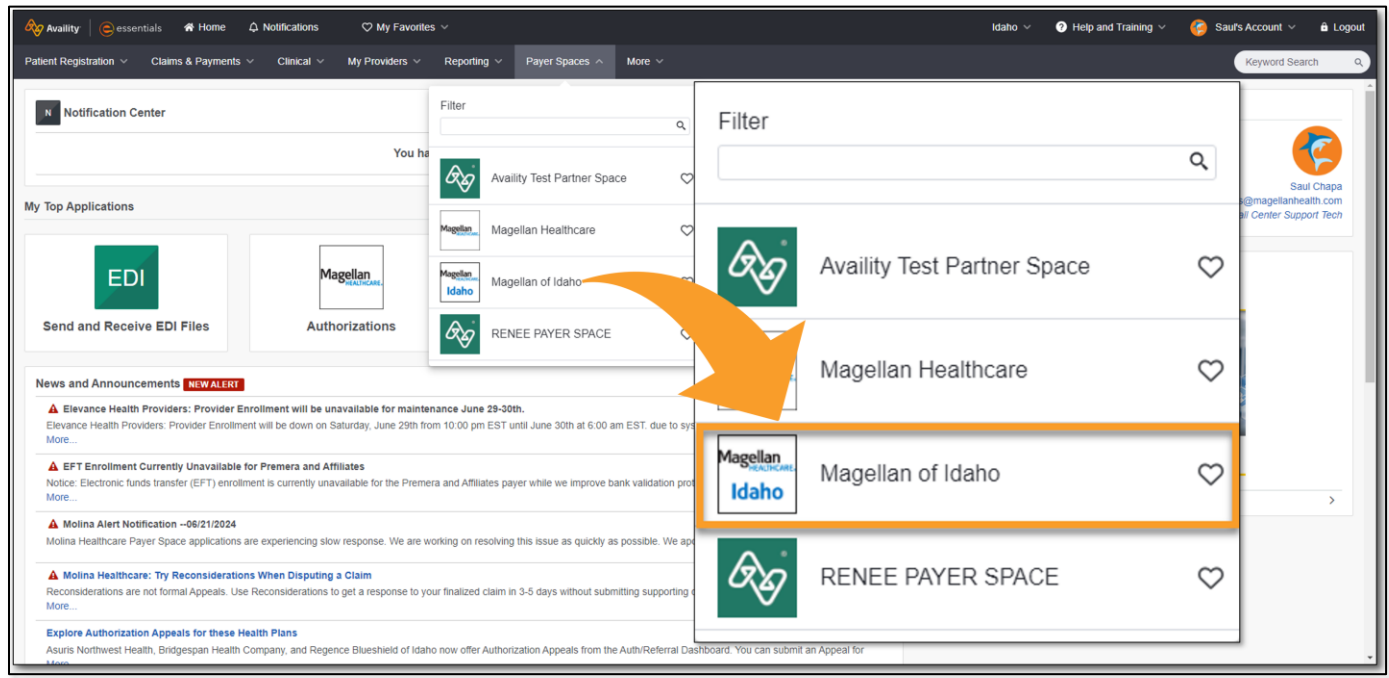 Availity essentials Home Notifications My Favorites Idaho Help and Training Saul's Account Logout
Patient Registration Claims & Payments Clinical My Providers Reporting Payer Spaces More Keyword Search
N Notification Center
You ha
My Top Applications
EDI
Send and Receive EDI Files
Magellan
HEALTHCARE.
Authorizations
Filter
Availity Test Partner Space
Magellan
Magellan Healthcare
Magellan
Idaho
Magellan of Idaho
RENEE PAYER SPACE
Filter
Availity Test Partner Space
Magellan Healthcare
Magellan
HEALTHCARE.
Idaho
Magellan of Idaho
RENEE PAYER SPACE
Saul Chapa
s@magellanhealth.com
all Center Support Tech
News and Announcements NEW ALERT
Elevance Health Providers: Provider Enrollment will be unavailable for maintenance June 29-30th.
Elevance Health Providers: Provider Enrollment will be down on Saturday, June 29th from 10:00 pm EST until June 30th at 6:00 am EST. due to sys
More...
EFT Enrollment Currently Unavailable for Premera and Affiliates
Notice: Electronic funds transfer (EFT) enrollment is currently unavailable for the Premera and Affiliates payer while we improve bank validation prot
More...
Molina Alert Notification --06/21/2024
Molina Healthcare Payer Space applications are experiencing slow response. We are working on resolving this issue as quickly as possible. We apo
Molina Healthcare: Try Reconsiderations When Disputing a Claim
Reconsiderations are not formal Appeals. Use Reconsiderations to get a response to your finalized claim in 3-5 days without submitting supporting d
More...
Explore Authorization Appeals for these Health Plans
Asuris Northwest Health, Bridgespan Health Company, and Regence Blueshield of Idaho now offer Authorization Appeals from the Auth/Referral Dashboard. You can submit an Appeal for
More...